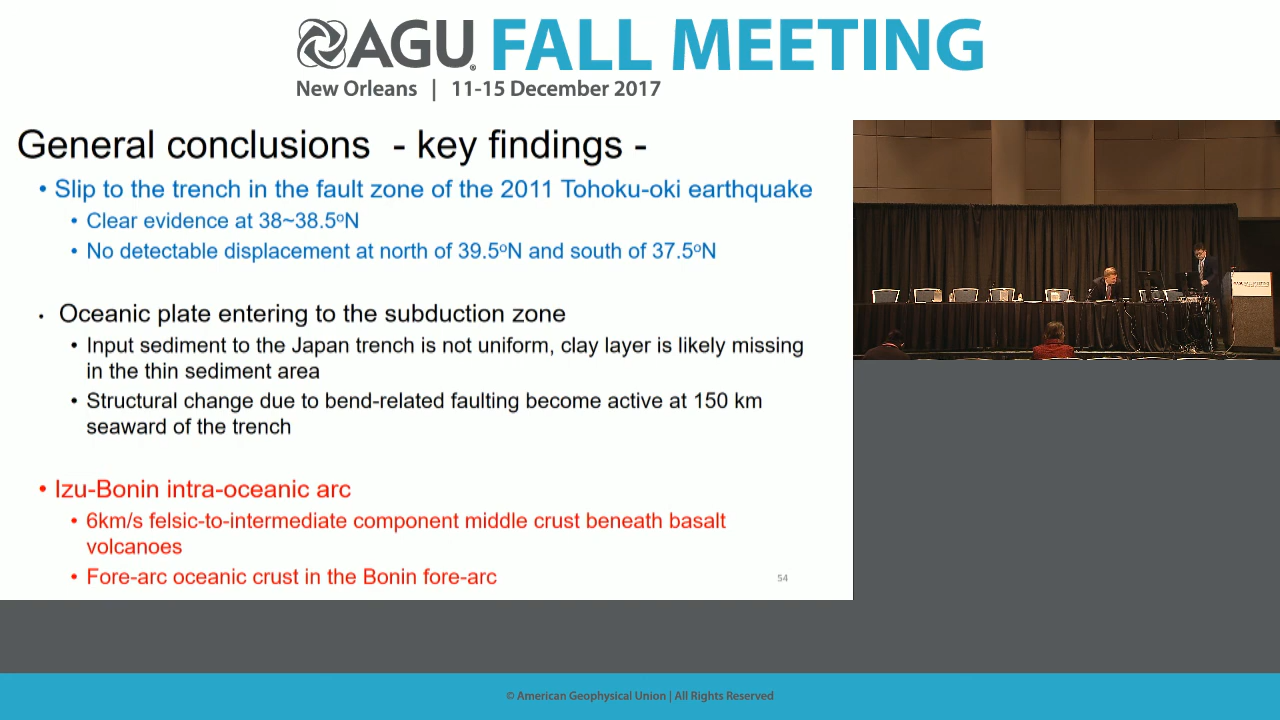 AGU FALL MEETING
New Orleans | 11-15 December 2017
General conclusions - key findings -
• Slip to the trench in the fault zone of the 2011 Tohoku-oki earthquake
• Clear evidence at 38~38.5ºN
• No detectable displacement at north of 39.5ºN and south of 37.5ºN
• Oceanic plate entering to the subduction zone
• Input sediment to the Japan trench is not uniform, clay layer is likely missing
in the thin sediment area
• Structural change due to bend-related faulting become active at 150 km
seaward of the trench
• Izu-Bonin intra-oceanic arc
• 6km/s felsic-to-intermediate component middle crust beneath basalt
volcanoes
• Fore-arc oceanic crust in the Bonin fore-arc
54
AGU FALL MEETING
© American Geophysical Union | All Rights Reserved